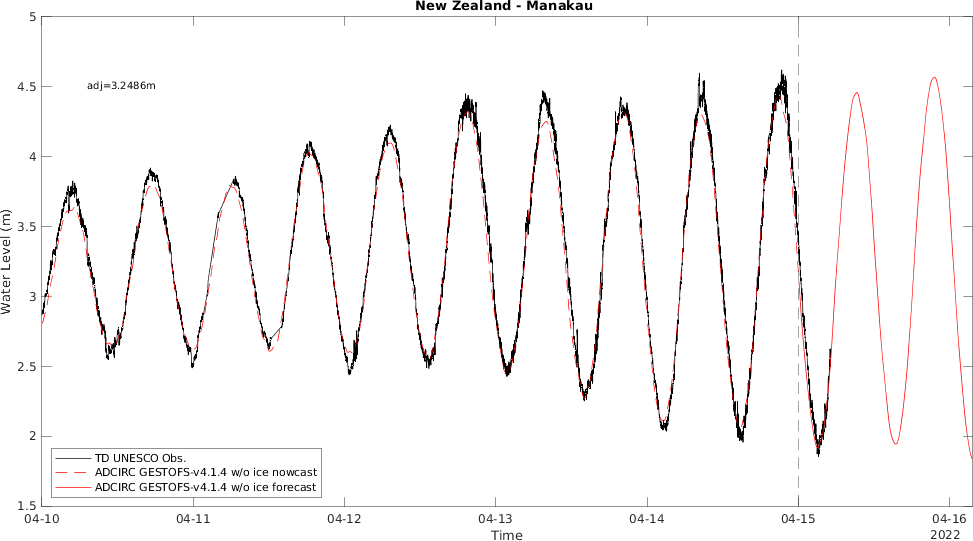 New Zealand - Manakau
5
4.5
4
3.5
3
2.5
2
1.5
Water Level (m)
adj=3.2486m
TD UNESCO Obs.
ADCIRC GESTOFS-v4.1.4 w/o ice nowcast
ADCIRC GESTOFS-v4.1.4 w/o ice forecast
04-10 04-11 04-12 04-13 04-14 04-15 04-16
Time
2022